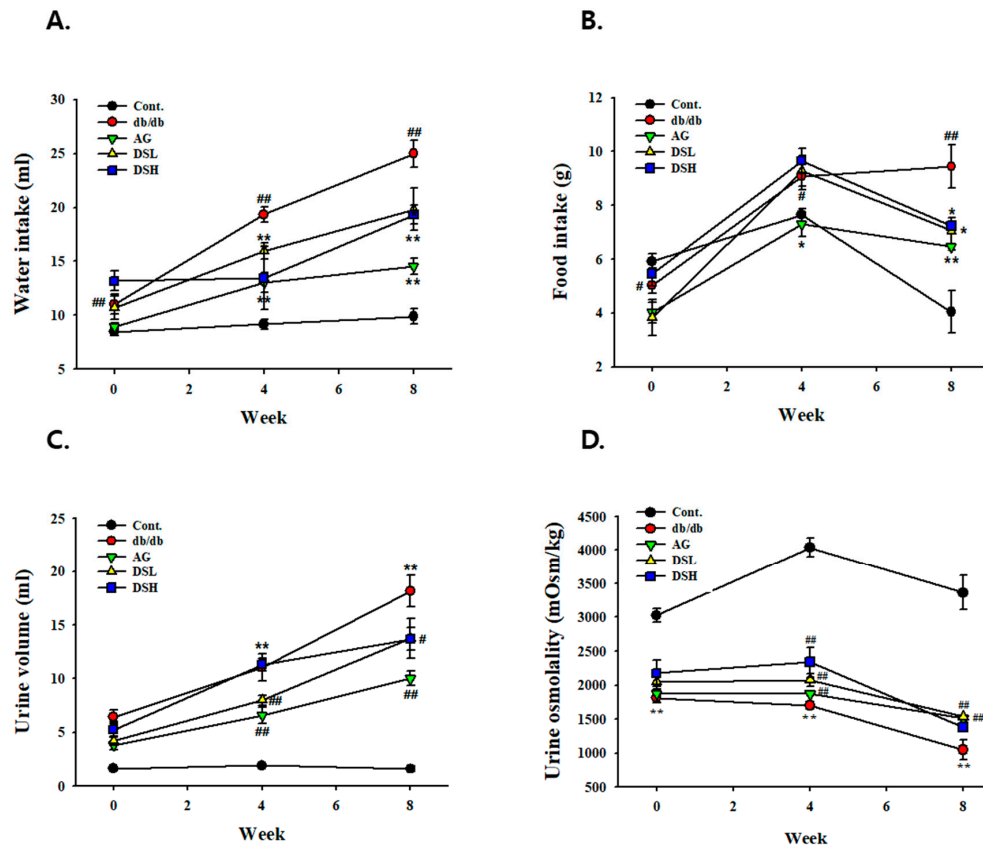 A.
Water intake (ml)
30
25
20
15
10
5
Cont.
db/db
AG
DSL
DSH
##
##
**
**
##
**
**
0
2
4
6
8
Week
B.
Food intake (g)
12
10
8
6
4
2
Cont.
db/db
AG
DSL
DSH
#
#
*
##
*
*
**
0
2
4
6
8
Week
C.
Urine volume (ml)
25
20
15
10
5
0
Cont.
db/db
AG
DSL
DSH
**
##
##
**
#
##
0
2
4
6
8
Week
D.
Urine osmolality (mOsm/kg)
4500
4000
3500
3000
2500
2000
1500
1000
500
Cont.
db/db
AG
DSL
DSH
**
##
##
##
**
##
##
**
0
2
4
6
8
Week